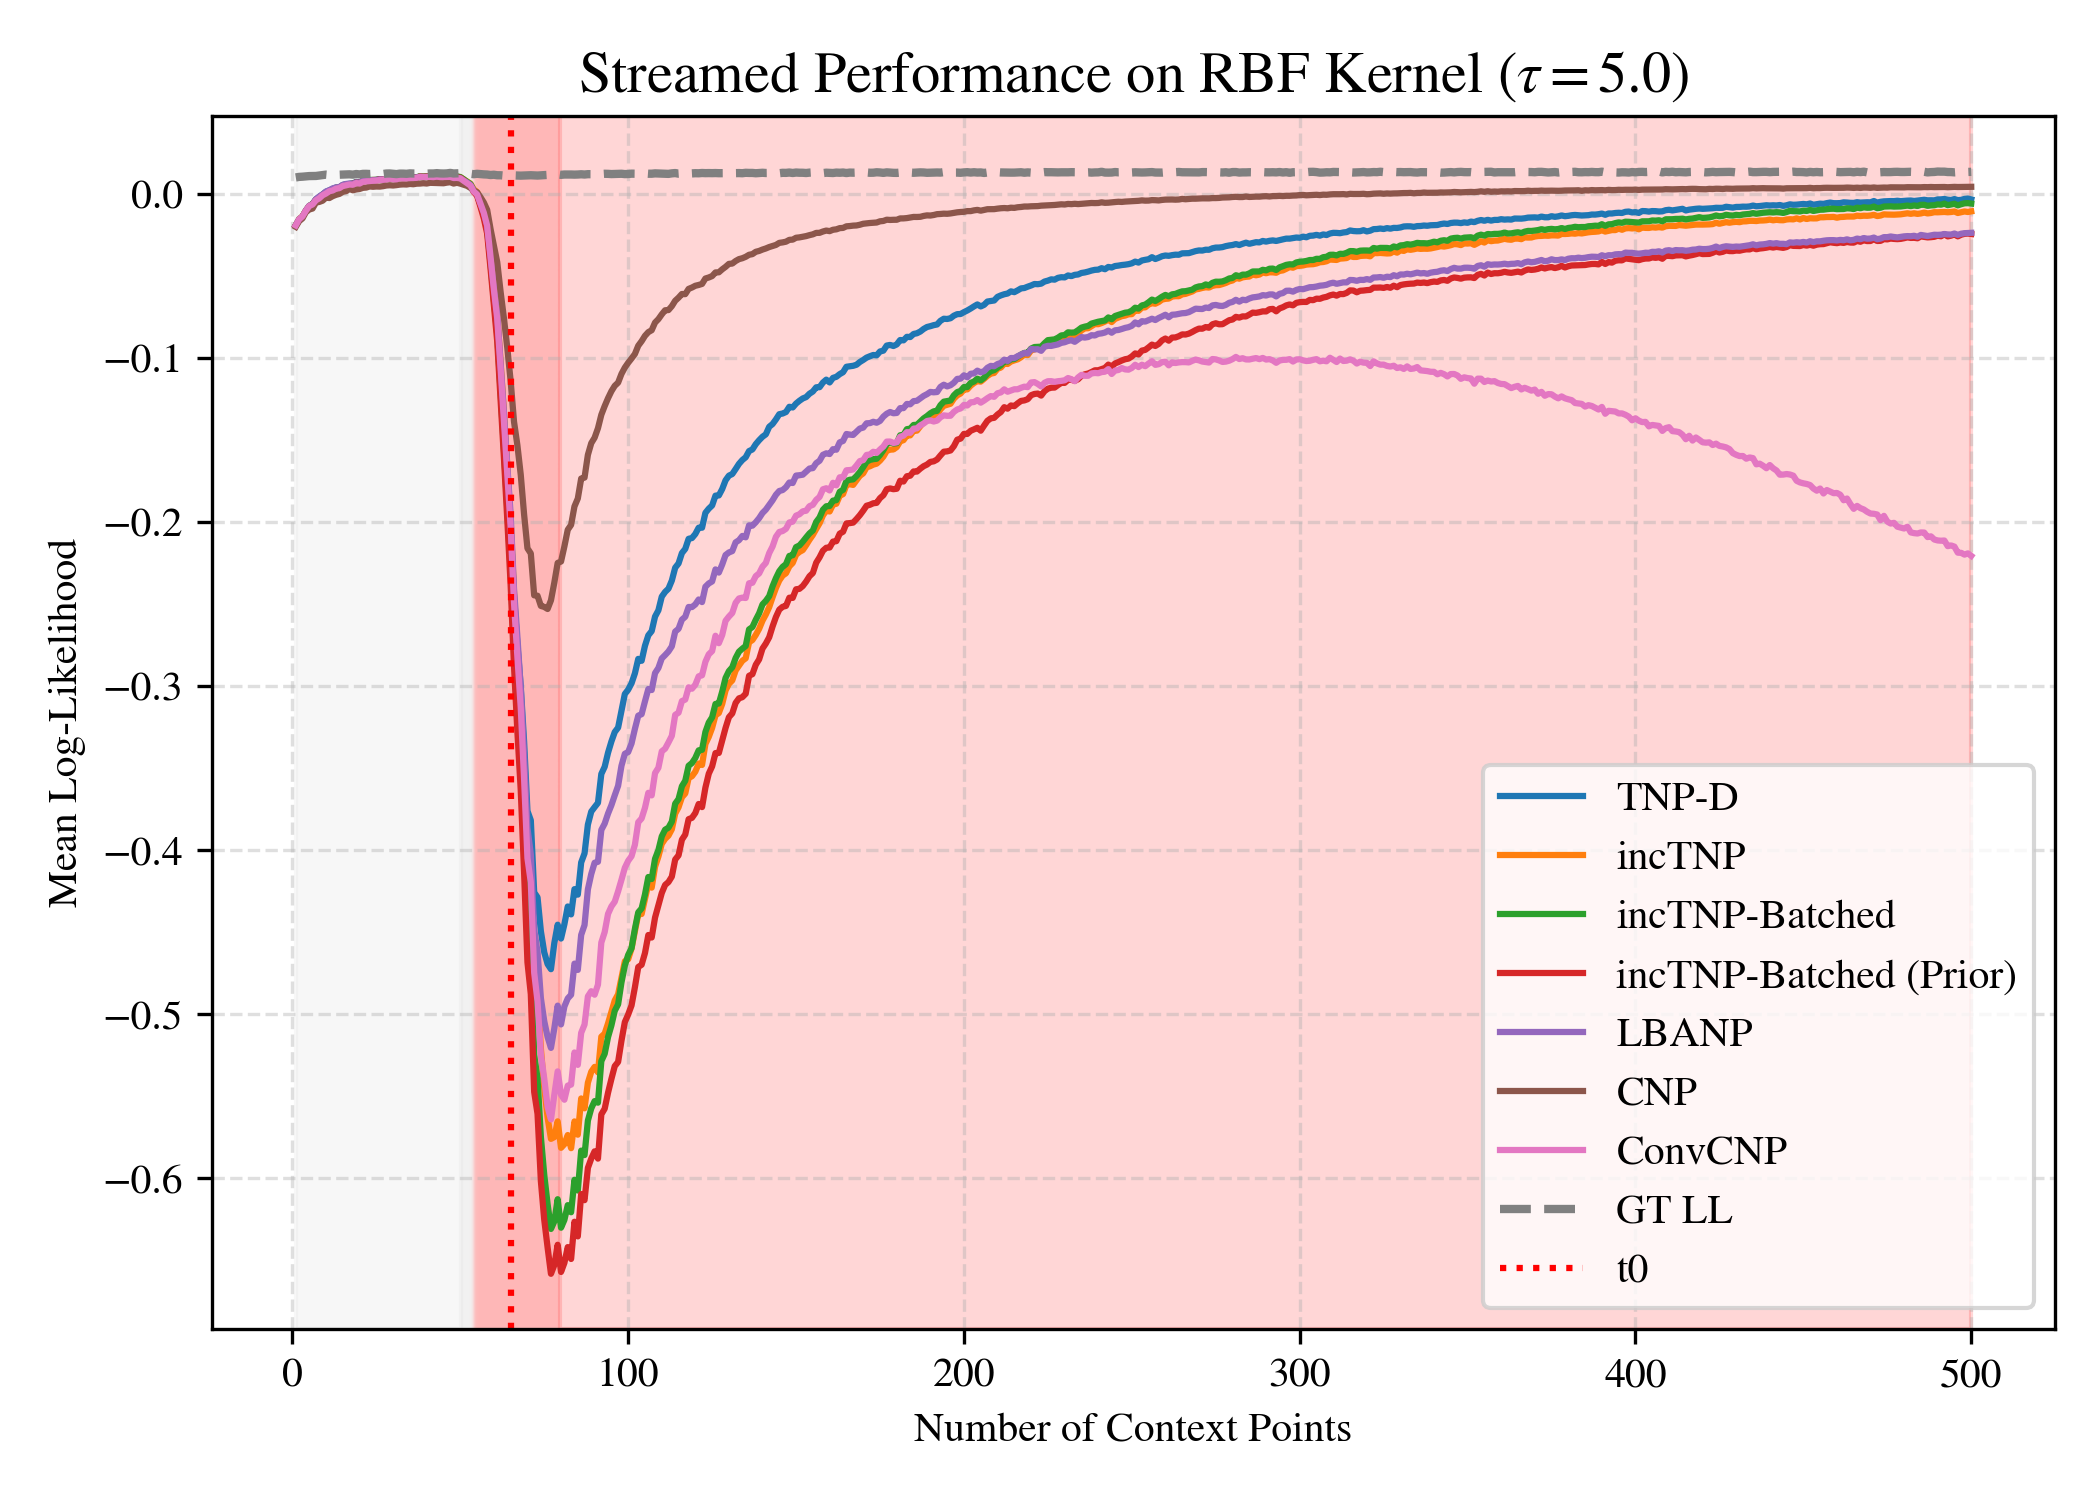 Streamed Performance on RBF Kernel (τ = 5.0)
Mean Log-Likelihood
0.0
−0.1
−0.2
−0.3
−0.4
−0.5
−0.6
TNP-D
incTNP
incTNP-Batched
incTNP-Batched (Prior)
LBANP
CNP
ConvCNP
GT LL
t0
0 100 200 300 400 500
Number of Context Points